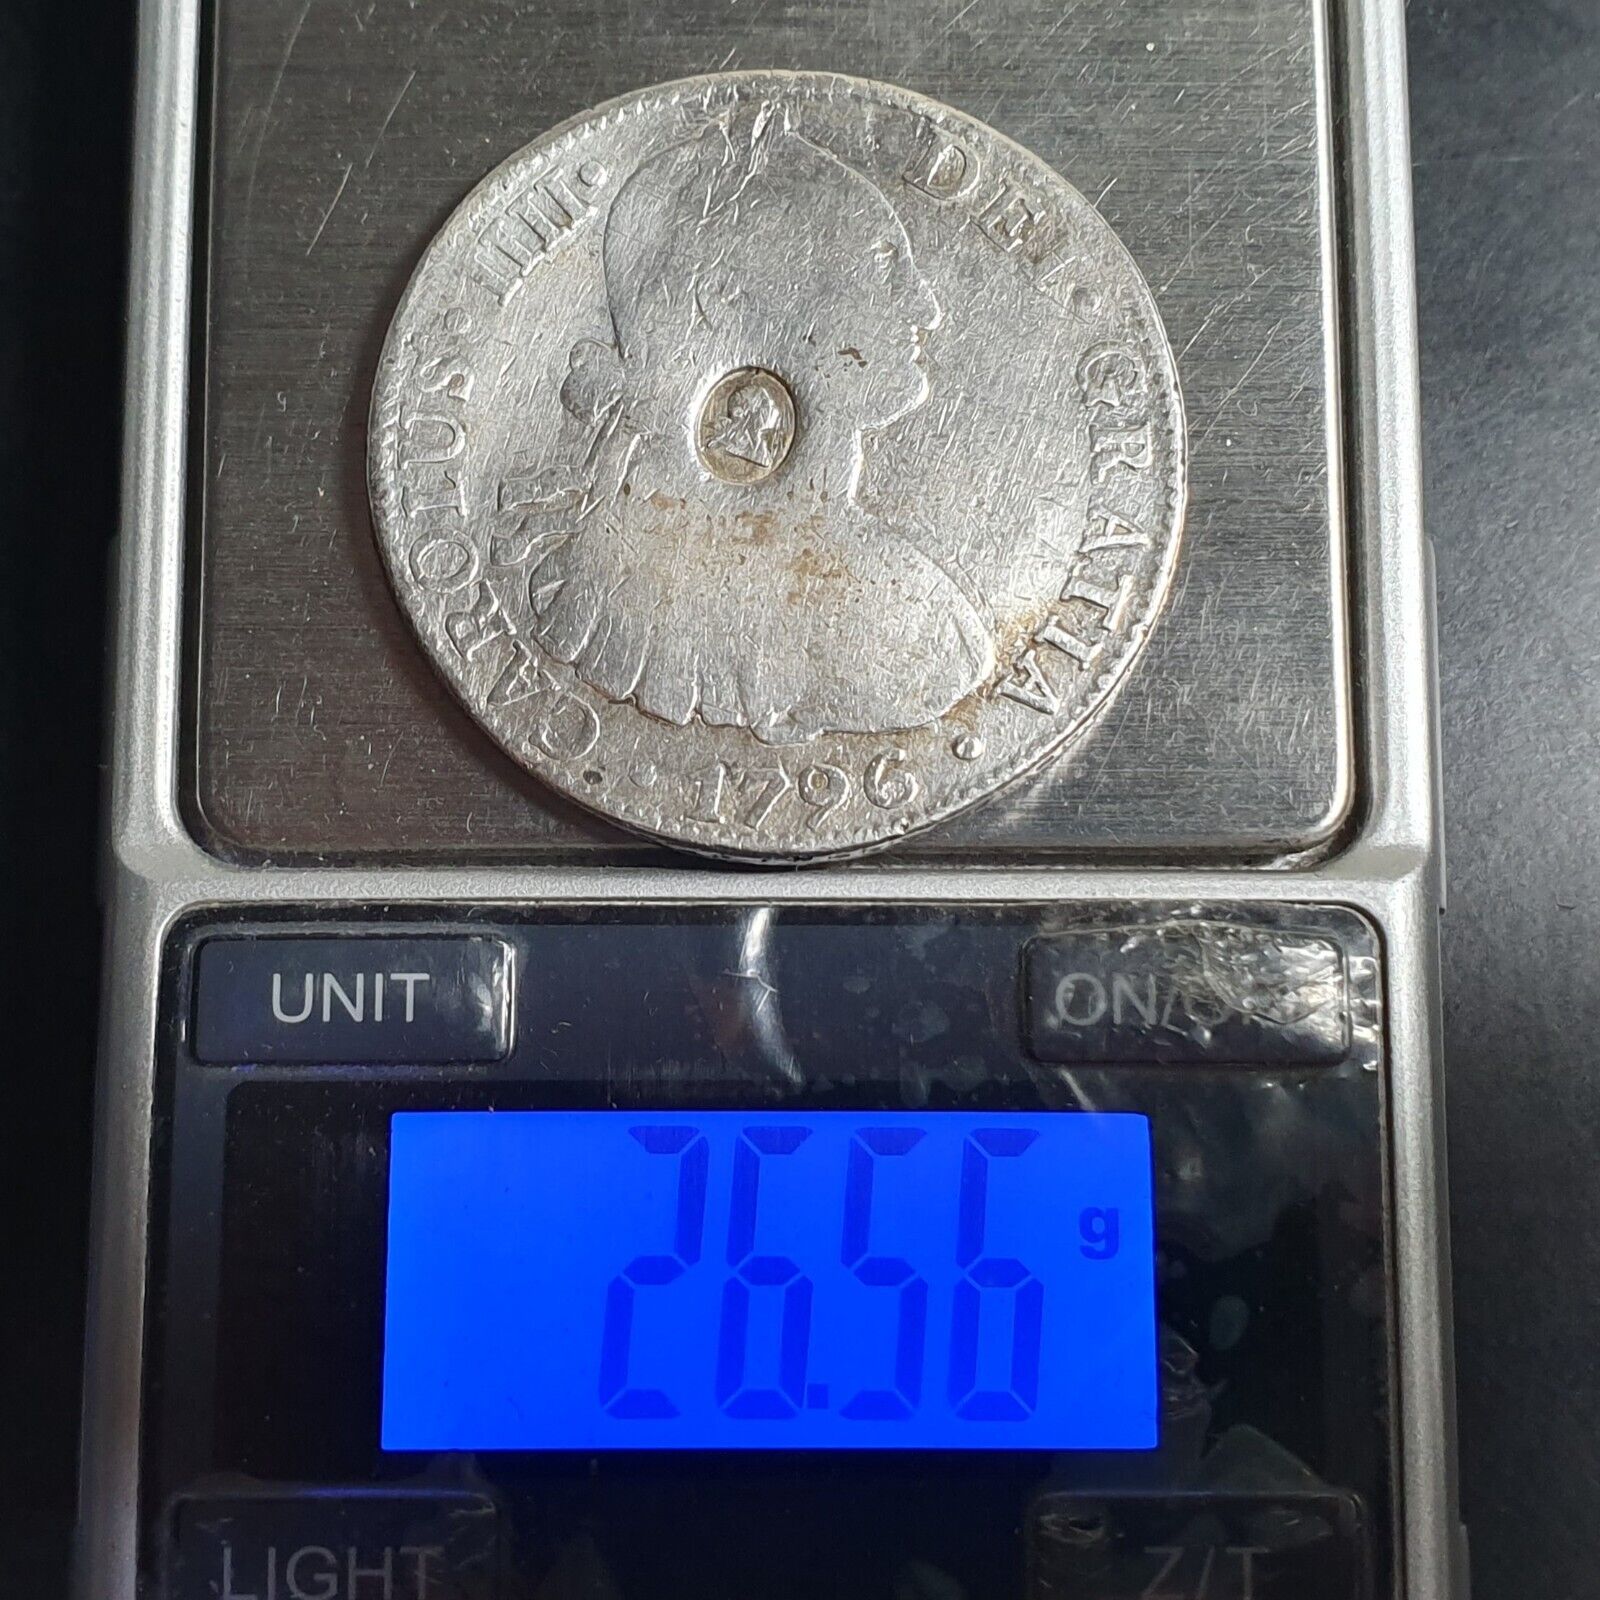 CAROLUS · IIII · DEI · GRATIA ·
· 1796 ·
UNIT
26.56 g
LIGHT
Z/T